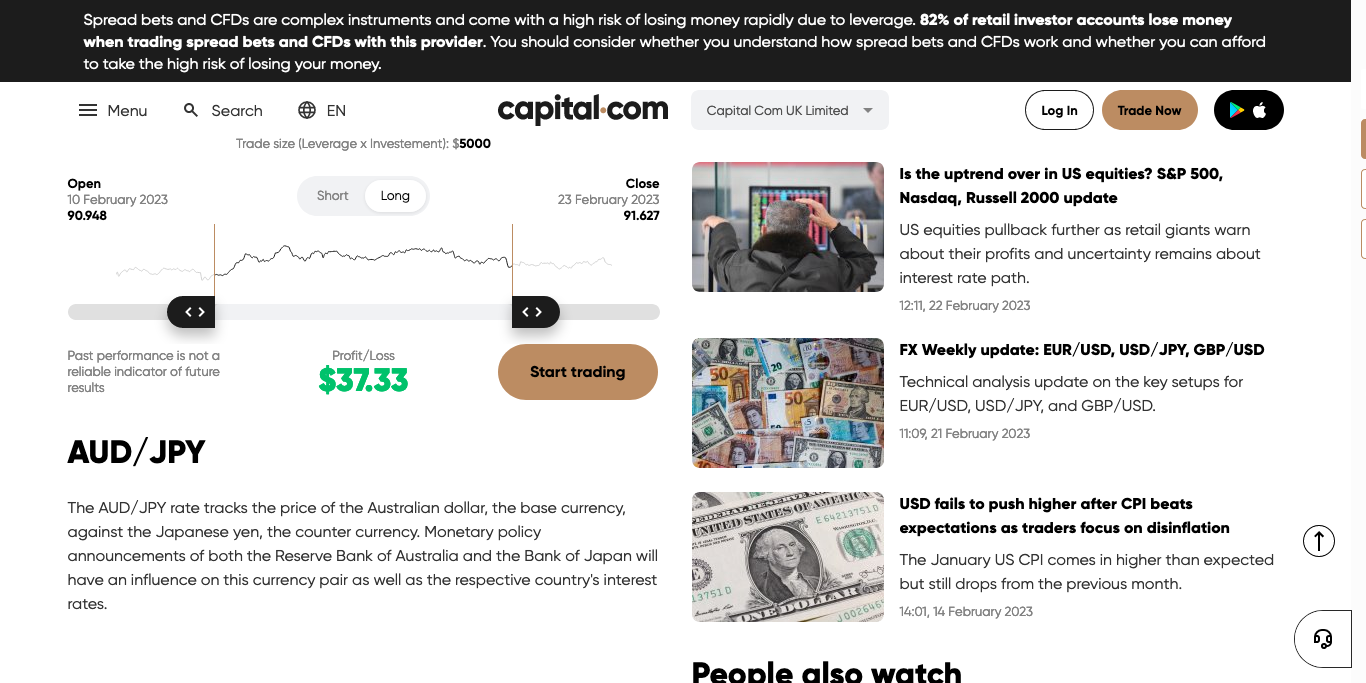 Spread bets and CFDs are complex instruments and come with a high risk of losing money rapidly due to leverage. 82% of retail investor accounts lose money
when trading spread bets and CFDs with this provider. You should consider whether you understand how spread bets and CFDs work and whether you can afford
to take the high risk of losing your money.
Menu
Search
EN
capital.com
Capital Com UK Limited
Log In
Trade Now
Trade size (Leverage x Investement): $5000
Open
10 February 2023
90.948
Short
Long
Close
23 February 2023
91.627
Past performance is not a
reliable indicator of future
results
Profit/Loss
$37.33
Start trading
AUD/JPY
The AUD/JPY rate tracks the price of the Australian dollar, the base currency,
against the Japanese yen, the counter currency. Monetary policy
announcements of both the Reserve Bank of Australia and the Bank of Japan will
have an influence on this currency pair as well as the respective country's interest
rates.
Is the uptrend over in US equities? S&P 500,
Nasdaq, Russell 2000 update
US equities pullback further as retail giants warn
about their profits and uncertainty remains about
interest rate path.
12:11, 22 February 2023
FX Weekly update: EUR/USD, USD/JPY, GBP/USD
Technical analysis update on the key setups for
EUR/USD, USD/JPY, and GBP/USD.
11:09, 21 February 2023
UNITED STATES OF AMERICA
E 64213751 D
ONE DOLLAR
USD fails to push higher after CPI beats
expectations as traders focus on disinflation
The January US CPI comes in higher than expected
but still drops from the previous month.
14:01, 14 February 2023
People also watch